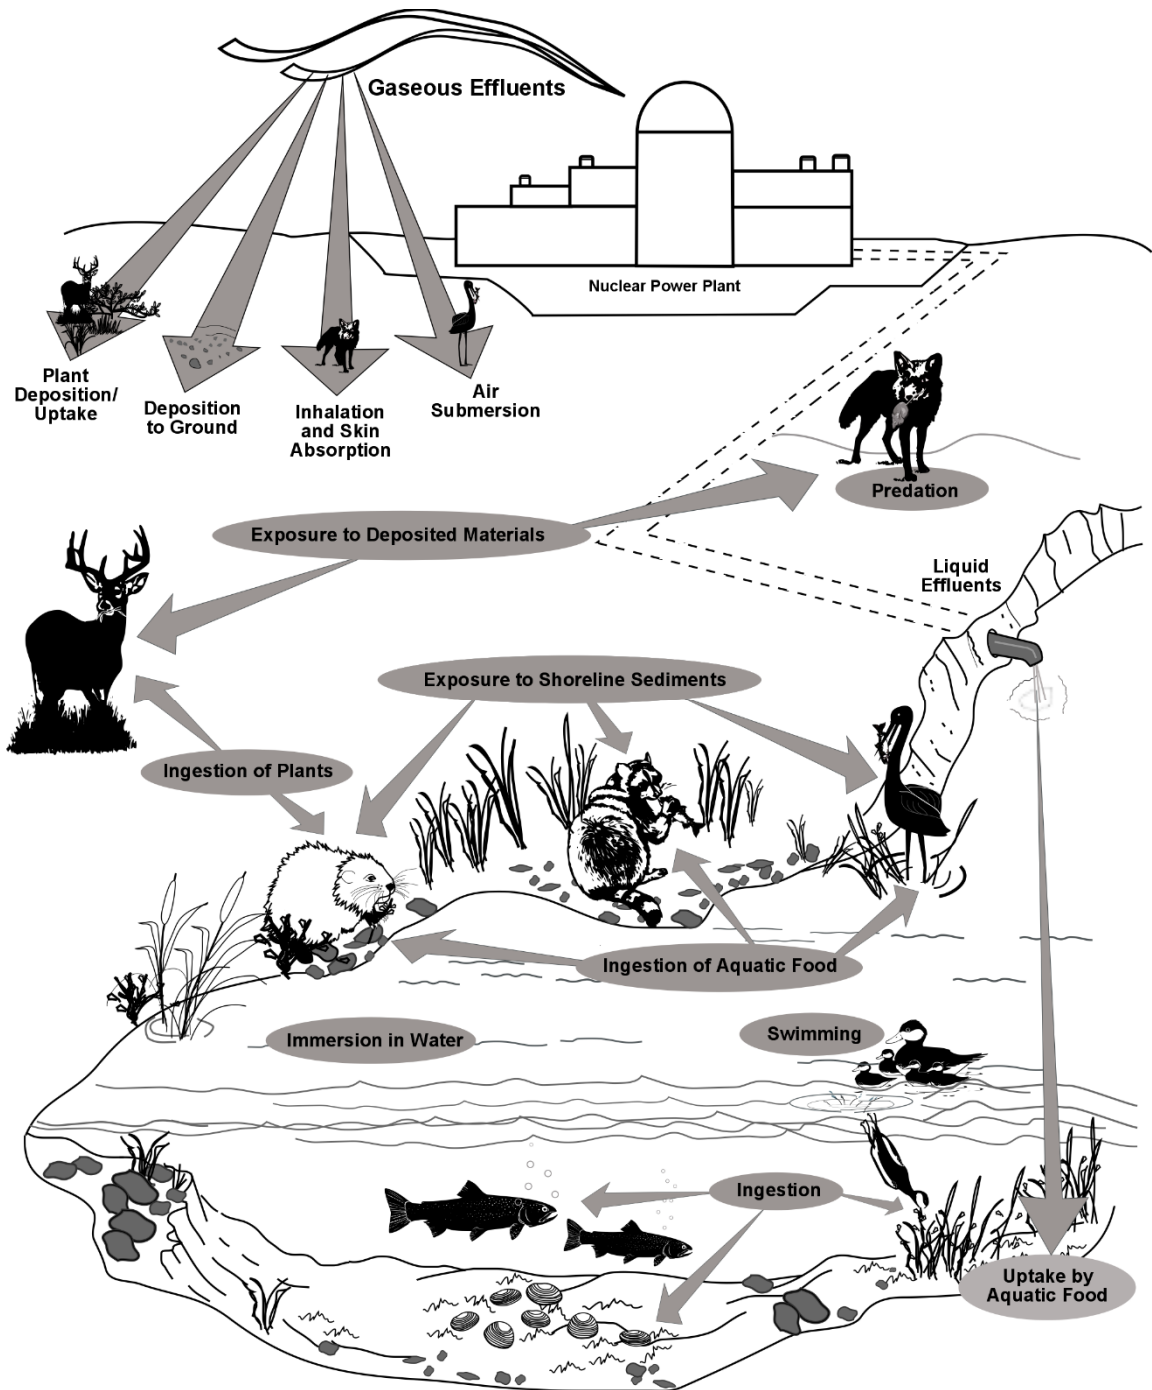 Gaseous Effluents
Nuclear Power Plant
Plant
Deposition/
Uptake
Deposition
to Ground
Inhalation
and Skin
Absorption
Air
Submersion
Predation
Exposure to Deposited Materials
Liquid
Effluents
Exposure to Shoreline Sediments
Ingestion of Plants
Ingestion of Aquatic Food
Immersion in Water
Swimming
Ingestion
Uptake by
Aquatic Food